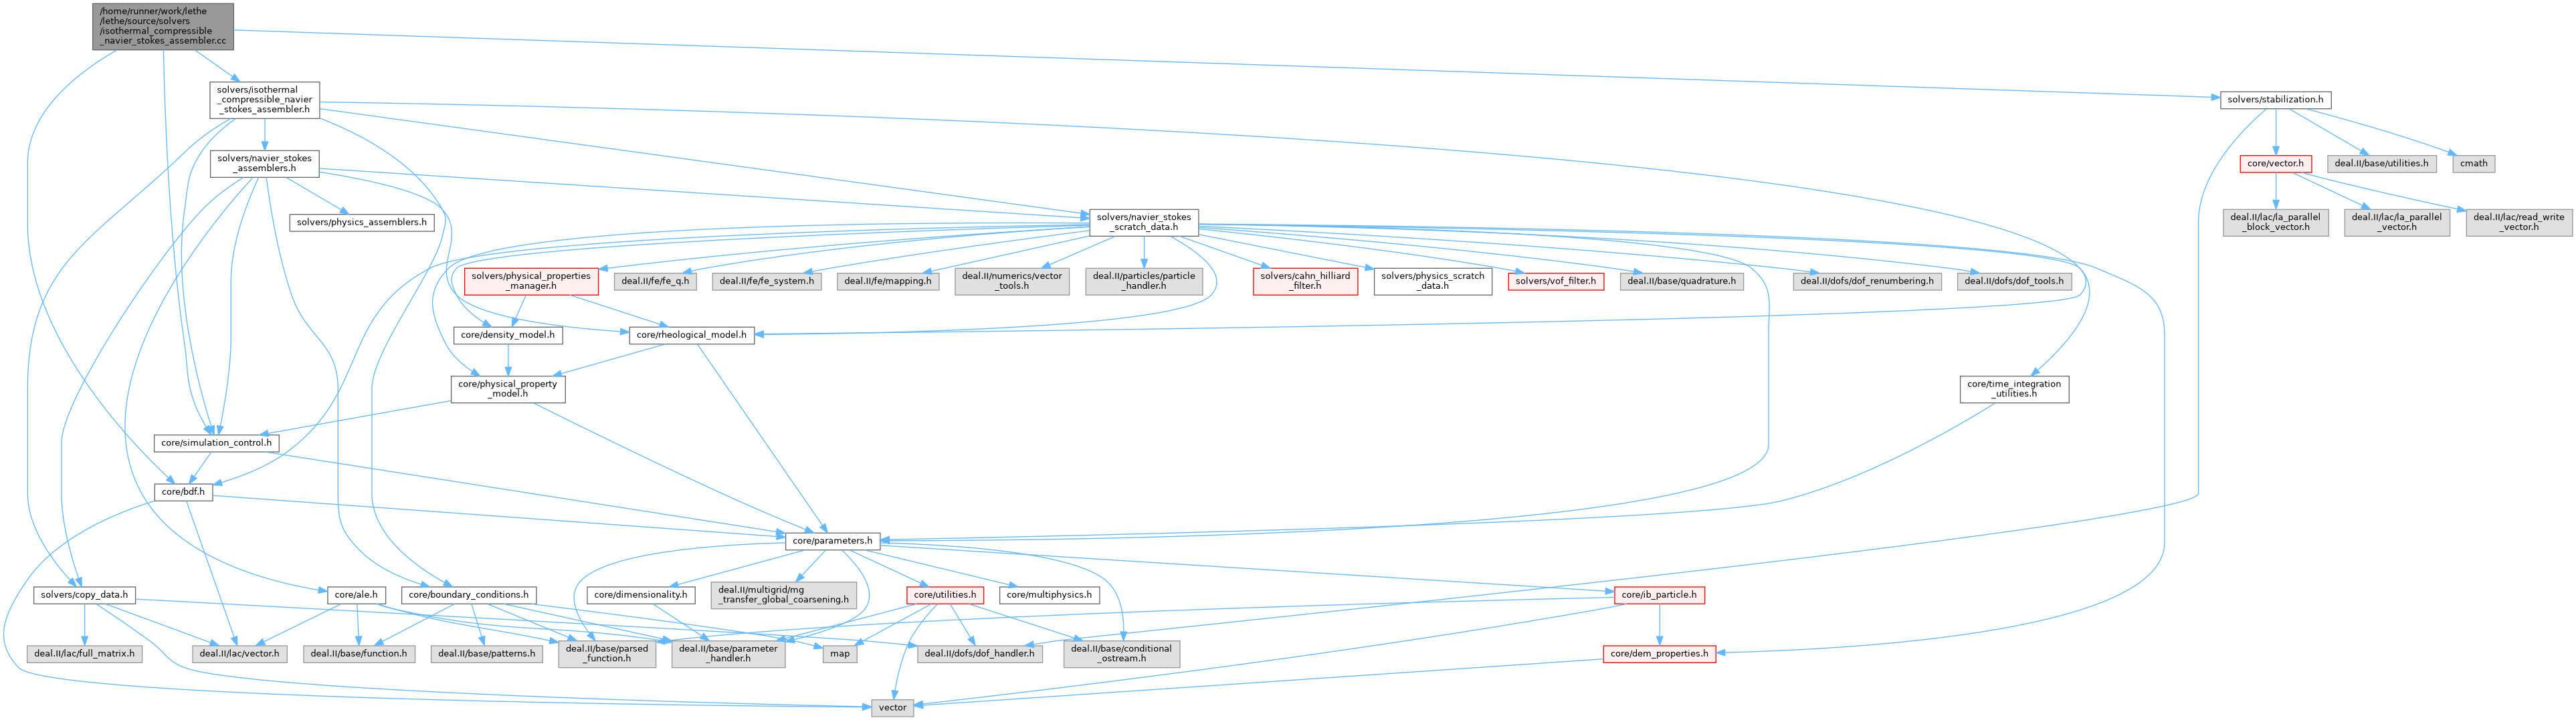 /home/runner/work/lethe
/lethe/source/solvers
/isothermal_compressible
_navier_stokes_assembler.cc
solvers/isothermal
_compressible_navier
_stokes_assembler.h
solvers/stabilization.h
solvers/navier_stokes
_assemblers.h
core/vector.h
deal.II/base/utilities.h
cmath
solvers/physics_assemblers.h
solvers/navier_stokes
_scratch_data.h
deal.II/lac/la_parallel
_block_vector.h
deal.II/lac/la_parallel
_vector.h
deal.II/lac/read_write
_vector.h
solvers/physical_properties
_manager.h
deal.II/fe/fe_q.h
deal.II/fe/fe_system.h
deal.II/fe/mapping.h
deal.II/numerics/vector
_tools.h
deal.II/particles/particle
_handler.h
solvers/cahn_hilliard
_filter.h
solvers/physics_scratch
_data.h
solvers/vof_filter.h
deal.II/base/quadrature.h
deal.II/dofs/dof_renumbering.h
deal.II/dofs/dof_tools.h
core/density_model.h
core/rheological_model.h
core/physical_property
_model.h
core/time_integration
_utilities.h
core/simulation_control.h
core/bdf.h
core/parameters.h
solvers/copy_data.h
core/ale.h
core/boundary_conditions.h
core/dimensionality.h
deal.II/multigrid/mg
_transfer_global_coarsening.h
core/utilities.h
core/multiphysics.h
core/ib_particle.h
deal.II/lac/full_matrix.h
deal.II/lac/vector.h
deal.II/base/function.h
deal.II/base/patterns.h
deal.II/base/parsed
_function.h
deal.II/base/parameter
_handler.h
map
deal.II/dofs/dof_handler.h
deal.II/base/conditional
_ostream.h
core/dem_properties.h
vector